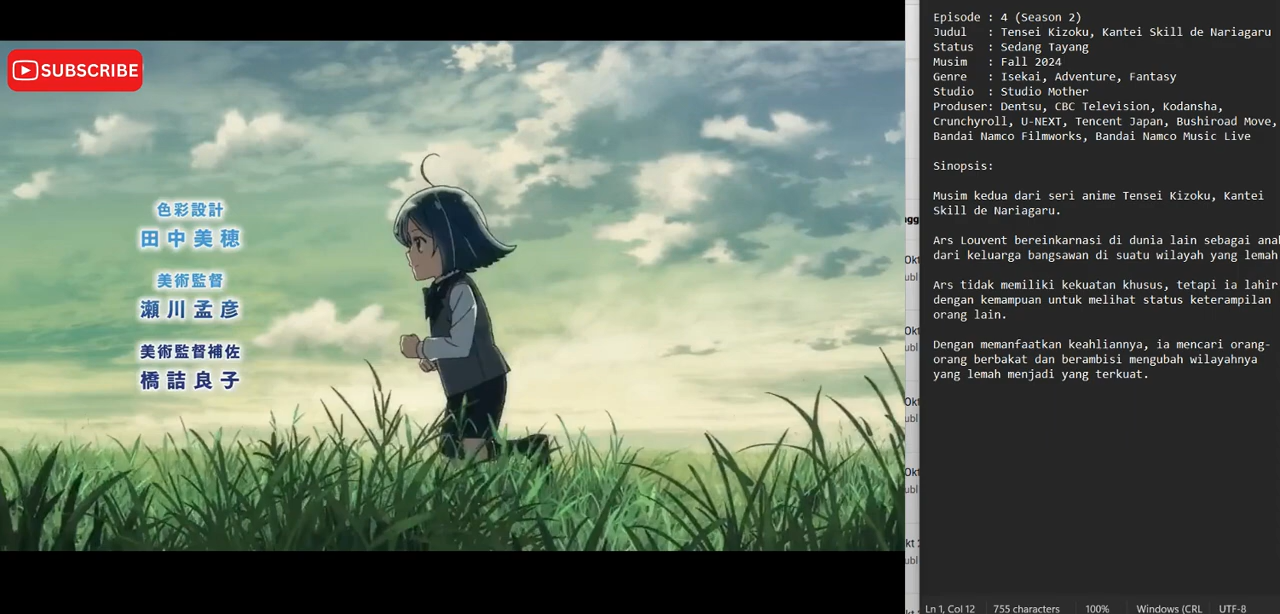 SUBSCRIBE
色彩設計
田中美穂
美術監督
瀬川孟彦
美術監督補佐
橋詰良子
Episode : 4 (Season 2)
Judul : Tensei Kizoku, Kantei Skill de Nariagaru
Status : Sedang Tayang
Musim : Fall 2024
Genre : Isekai, Adventure, Fantasy
Studio : Studio Mother
Produser: Dentsu, CBC Television, Kodansha,
Crunchyroll, U-NEXT, Tencent Japan, Bushiroad Move,
Bandai Namco Filmworks, Bandai Namco Music Live
Sinopsis:
Musim kedua dari seri anime Tensei Kizoku, Kantei
Skill de Nariagaru.
Ars Louvent bereinkarnasi di dunia lain sebagai anak
dari keluarga bangsawan di suatu wilayah yang lemah
Ars tidak memiliki kekuatan khusus, tetapi ia lahir
dengan kemampuan untuk melihat status keterampilan
orang lain.
Dengan memanfaatkan keahliannya, ia mencari orang-
orang berbakat dan berambisi mengubah wilayahnya
yang lemah menjadi yang terkuat.
Ln 1, Col 12 755 characters 100% Windows (CRL UTF-8